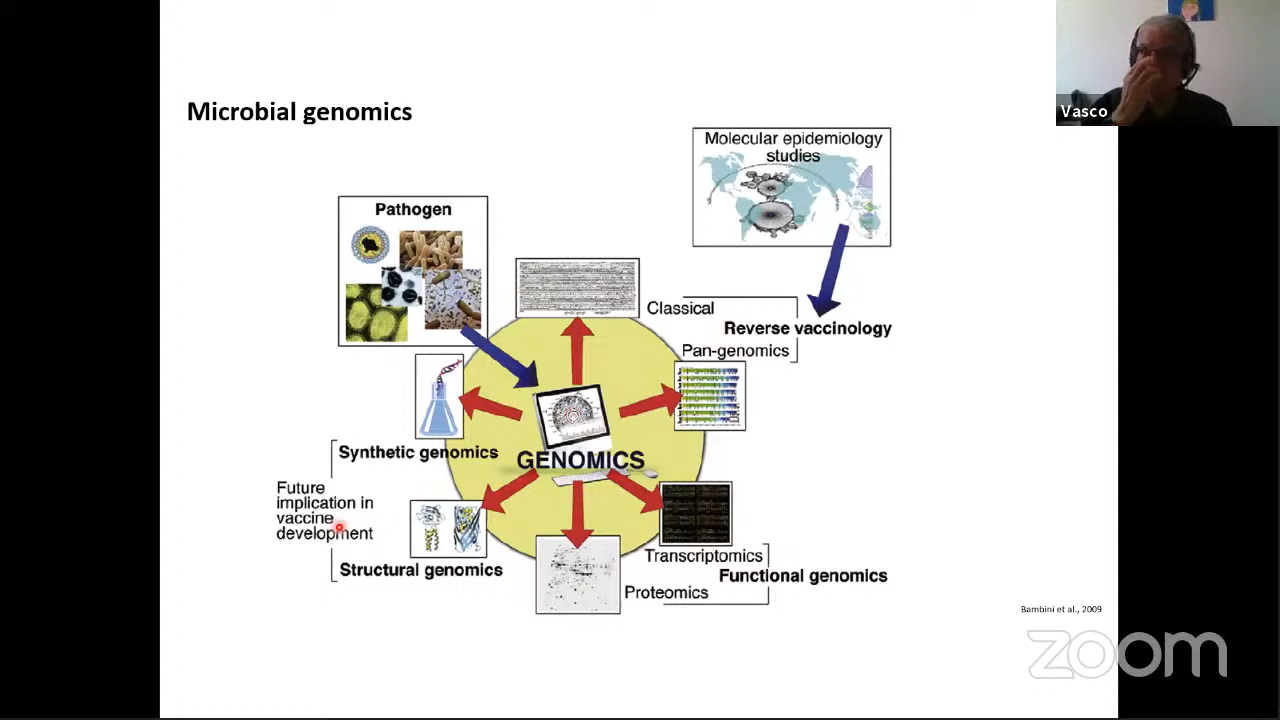 Microbial genomics
Vasco
Molecular epidemiology
studies
Pathogen
Classical
Reverse vaccinology
Pan-genomics
GENOMICS
Synthetic genomics
Future
implication in
vaccine
development
Structural genomics
Transcriptomics
Functional genomics
Proteomics
Bambini et al., 2009
zoom